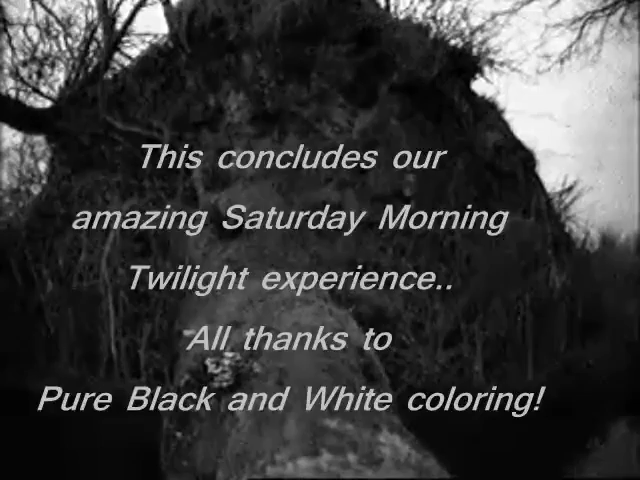 This concludes our
amazing Saturday Morning
Twilight experience..
All thanks to
Pure Black and White coloring!